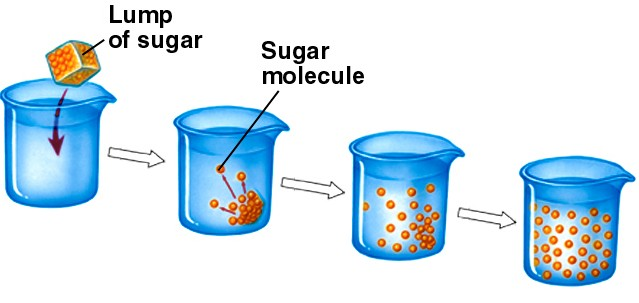 Lump
of sugar
Sugar
molecule